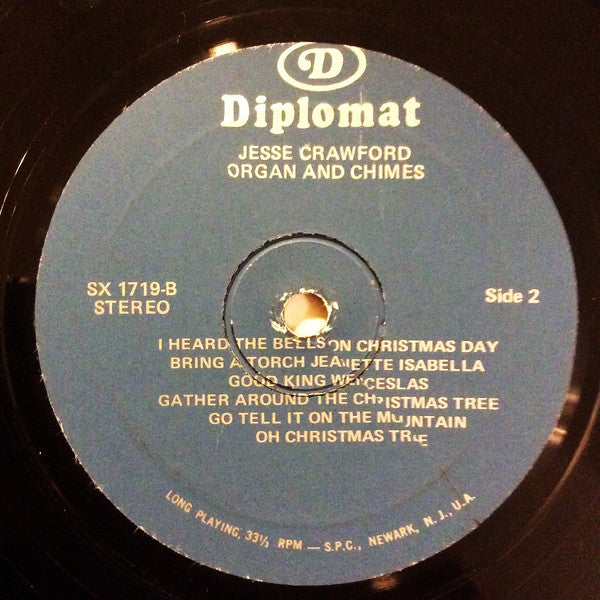 D
Diplomat
JESSE CRAWFORD
ORGAN AND CHIMES
SX 1719-B
STEREO
Side 2
I HEARD THE BEELS ON CHRISTMAS DAY
BRING A TORCH JEANETTE ISABELLA
GOOD KING WENCESLAS
GATHER AROUND THE CHRISTMAS TREE
GO TELL IT ON THE MOUNTAIN
OH CHRISTMAS TREE
LONG PLAYING, 33⅓ RPM — S.P.C., NEWARK, N. J., U.A.